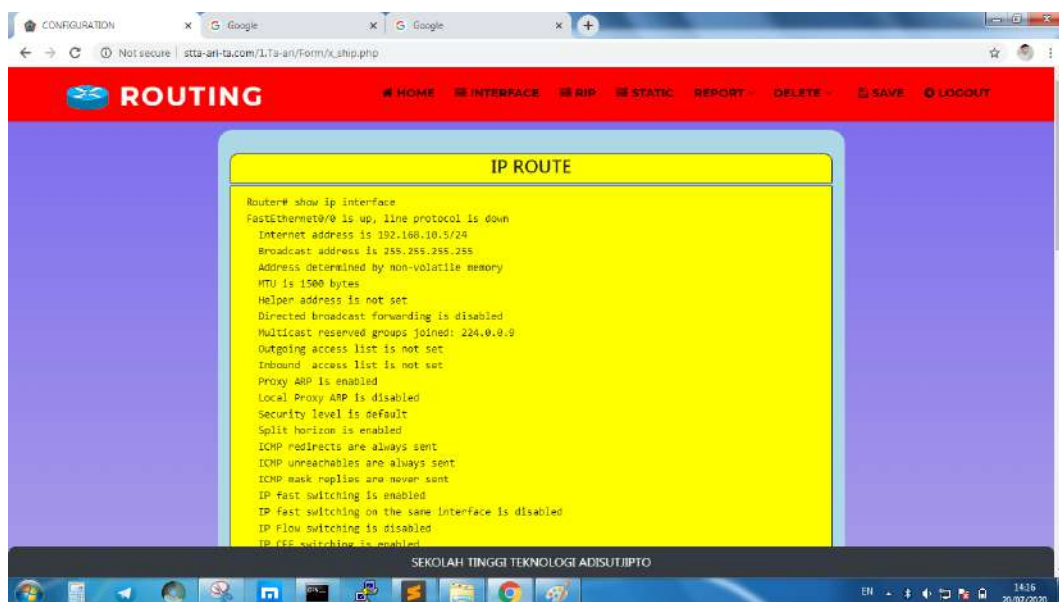 CONFIGURATION
Google
Google
Not secure | stta-ari-ta.com/1.Ta-ari/Form/x_ship.php
ROUTING
HOME
INTERFACE
RIP
STATIC
REPORT
DELETE
SAVE
LOGOUT
IP ROUTE
Router# show ip interface
FastEthernet0/0 is up, line protocol is down
Internet address is 192.168.10.5/24
Broadcast address is 255.255.255.255
Address determined by non-volatile memory
MTU is 1500 bytes
Helper address is not set
Directed broadcast forwarding is disabled
Multicast reserved groups joined: 224.0.0.9
Outgoing access list is not set
Inbound access list is not set
Proxy ARP is enabled
Local Proxy ARP is disabled
Security level is default
Split horizon is enabled
ICMP redirects are always sent
ICMP unreachables are always sent
ICMP mask replies are never sent
IP fast switching is enabled
IP fast switching on the same interface is disabled
IP Flow switching is disabled
IP CEF switching is enabled
SEKOLAH TINGGI TEKNOLOGI ADISUTJIPTO
EN
14:16
20/07/2020